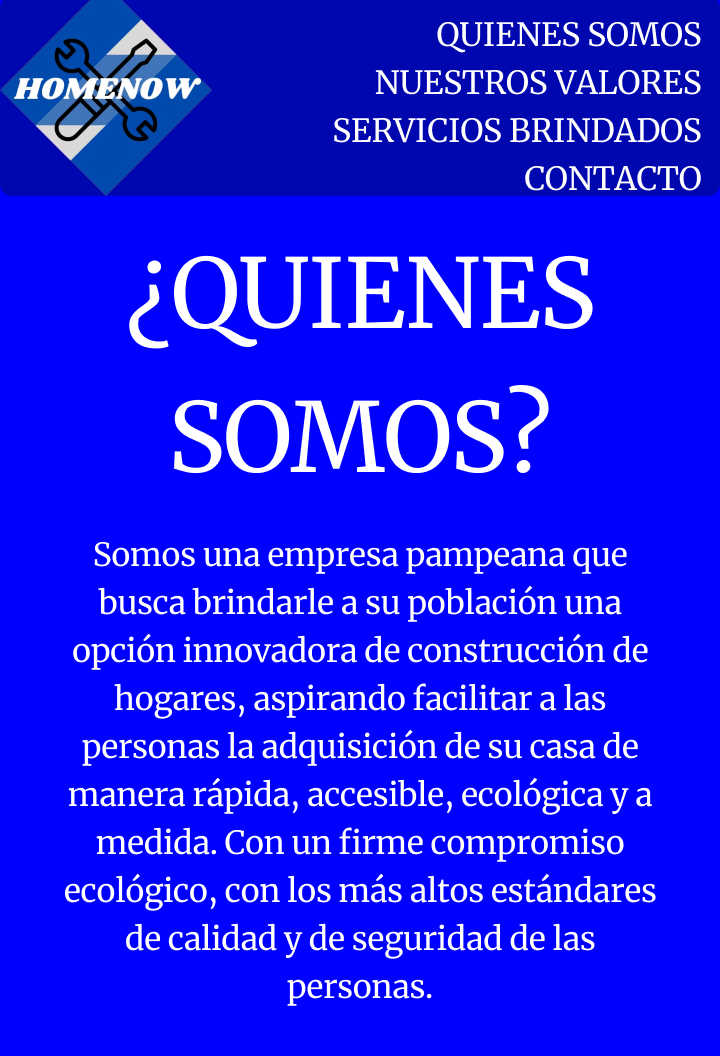 HOMENOW
QUIENES SOMOS
NUESTROS VALORES
SERVICIOS BRINDADOS
CONTACTO
¿QUIENES
SOMOS?
Somos una empresa pampeana que
busca brindarle a su población una
opción innovadora de construcción de
hogares, aspirando facilitar a las
personas la adquisición de su casa de
manera rápida, accesible, ecológica y a
medida. Con un firme compromiso
ecológico, con los más altos estándares
de calidad y de seguridad de las
personas.